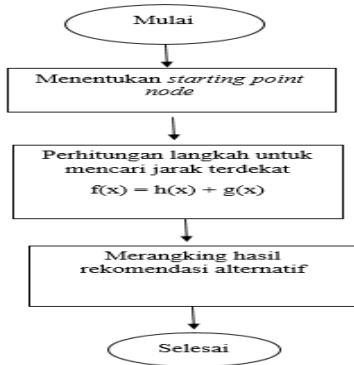 Mulai
Menentukan starting point
node
Perhitungan langkah untuk
mencari jarak terdekat
f(x) = h(x) + g(x)
Merangking hasil
rekomendasi alternatif
Selesai